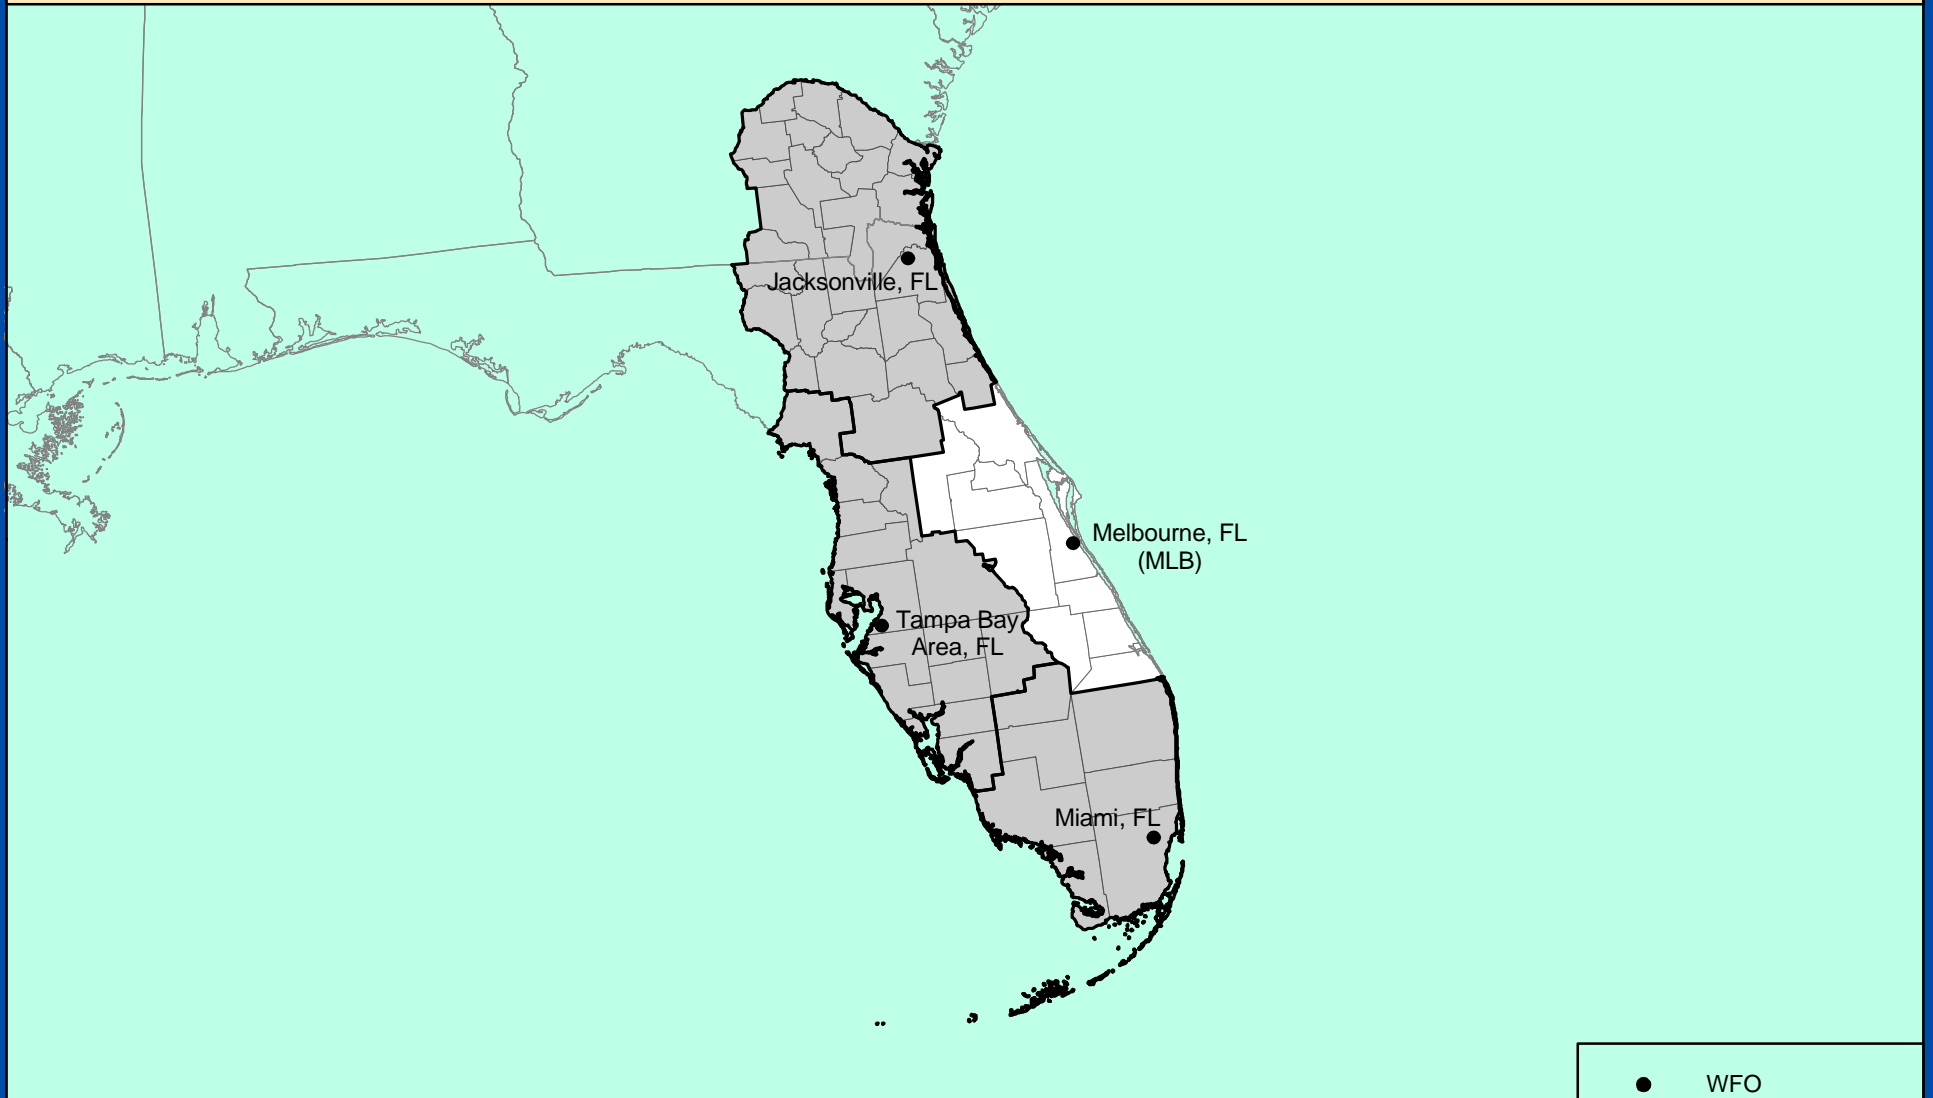 Jacksonville, FL
Melbourne, FL
(MLB)
Tampa Bay
Area, FL
Miami, FL
WFO